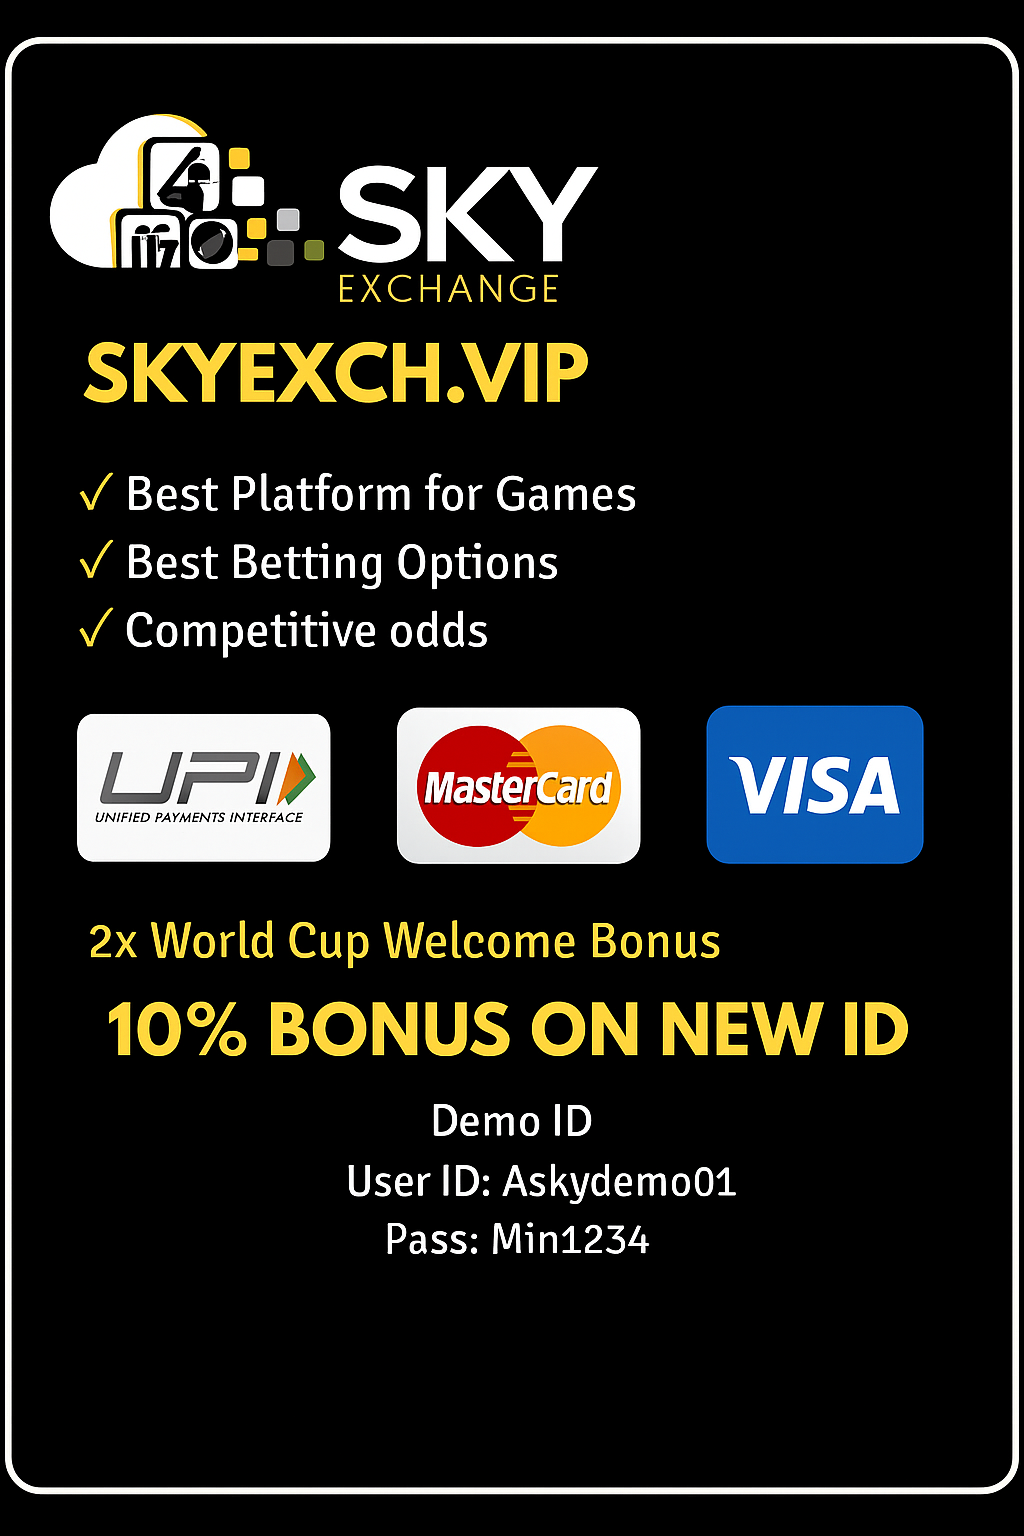 SKY
EXCHANGE
SKYEXCH.VIP
✓ Best Platform for Games
✓ Best Betting Options
✓ Competitive odds
UPI
UNIFIED PAYMENTS INTERFACE
MasterCard
VISA
2x World Cup Welcome Bonus
10% BONUS ON NEW ID
Demo ID
User ID: Askydemo01
Pass: Min1234